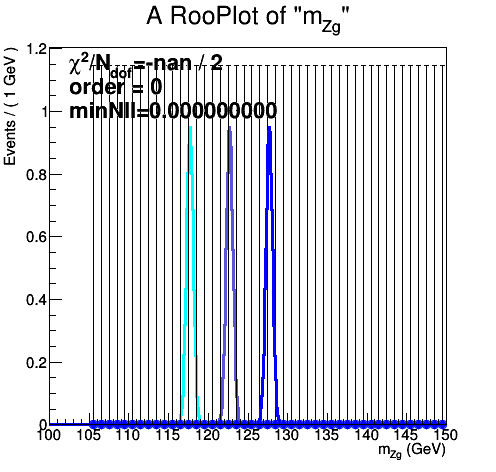 A RooPlot of "m_Zg"
χ²/N_dof=-nan / 2
order = 0
minNll=0.000000000
Events / ( 1 GeV )
1.2
1
0.8
0.6
0.4
0.2
0
100 105 110 115 120 125 130 135 140 145 150
m_Zg (GeV)